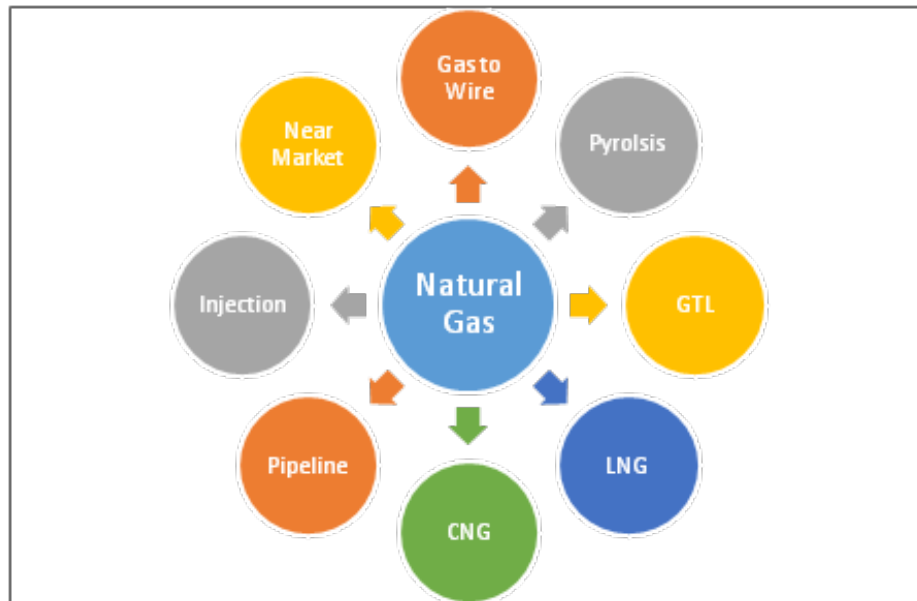 Gas to
Wire
Pyrolsis
GTL
LNG
CNG
Pipeline
Injection
Near
Market
Natural
Gas